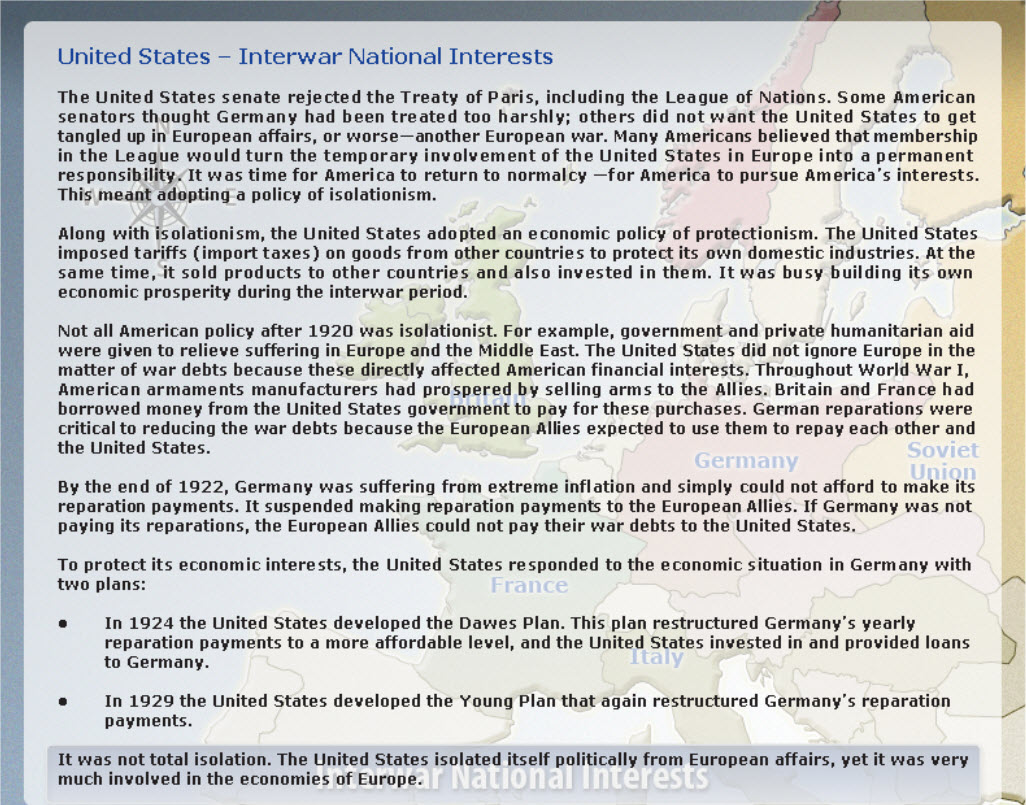 United States – Interwar National Interests
The United States senate rejected the Treaty of Paris, including the League of Nations. Some American
senators thought Germany had been treated too harshly; others did not want the United States to get
tangled up in European affairs, or worse—another European war. Many Americans believed that membership
in the League would turn the temporary involvement of the United States in Europe into a permanent
responsibility. It was time for America to return to normalcy —for America to pursue America's interests.
This meant adopting a policy of isolationism.
Along with isolationism, the United States adopted an economic policy of protectionism. The United States
imposed tariffs (import taxes) on goods from other countries to protect its own domestic industries. At the
same time, it sold products to other countries and also invested in them. It was busy building its own
economic prosperity during the interwar period.
Not all American policy after 1920 was isolationist. For example, government and private humanitarian aid
were given to relieve suffering in Europe and the Middle East. The United States did not ignore Europe in the
matter of war debts because these directly affected American financial interests. Throughout World War I,
American armaments manufacturers had prospered by selling arms to the Allies. Britain and France had
borrowed money from the United States government to pay for these purchases. German reparations were
critical to reducing the war debts because the European Allies expected to use them to repay each other and
the United States.
By the end of 1922, Germany was suffering from extreme inflation and simply could not afford to make its
reparation payments. It suspended making reparation payments to the European Allies. If Germany was not
paying its reparations, the European Allies could not pay their war debts to the United States.
To protect its economic interests, the United States responded to the economic situation in Germany with
two plans:
• In 1924 the United States developed the Dawes Plan. This plan restructured Germany's yearly
reparation payments to a more affordable level, and the United States invested in and provided loans
to Germany.
• In 1929 the United States developed the Young Plan that again restructured Germany's reparation
payments.
It was not total isolation. The United States isolated itself politically from European affairs, yet it was very
much involved in the economies of Europe.
N
W
E
S
Britain
Germany
Soviet
Union
France
Italy
Interwar National Interests